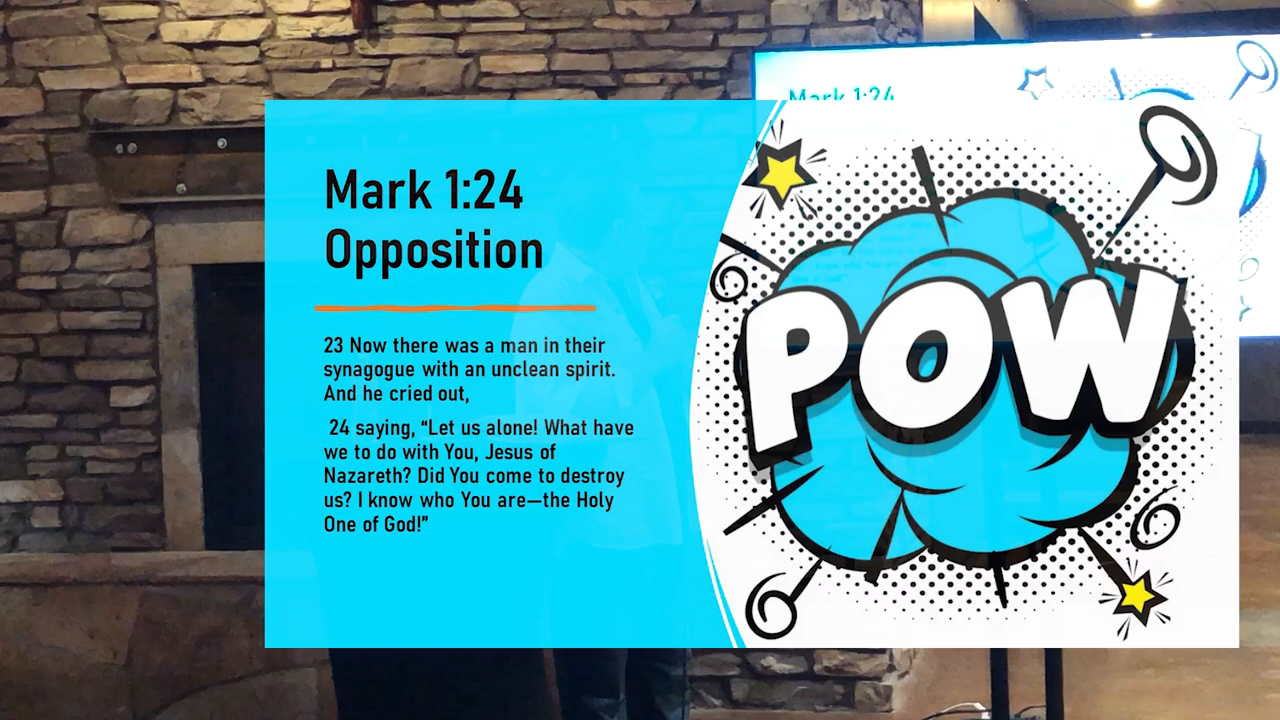 Mark 1:24
Mark 1:24
Opposition
23 Now there was a man in their
synagogue with an unclean spirit.
And he cried out,
24 saying, “Let us alone! What have
we to do with You, Jesus of
Nazareth? Did You come to destroy
us? I know who You are—the Holy
One of God!”
POW